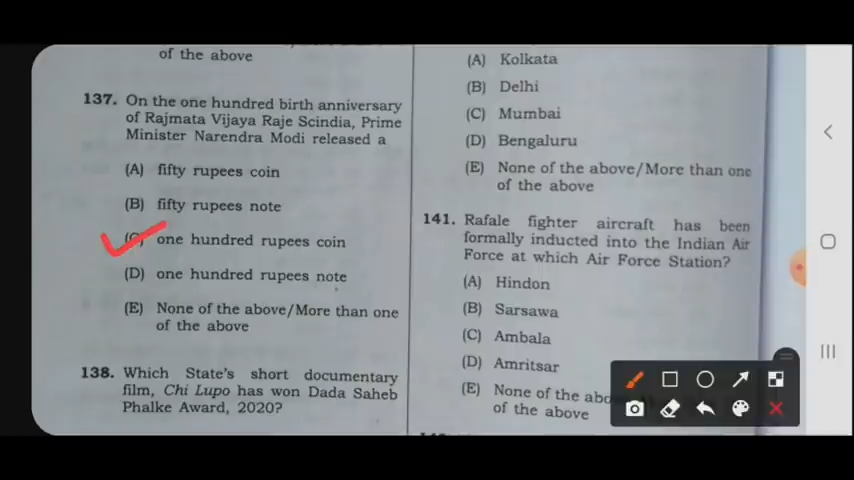 of the above
137. On the one hundred birth anniversary
of Rajmata Vijaya Raje Scindia, Prime
Minister Narendra Modi released a
(A) fifty rupees coin
(B) fifty rupees note
(C) one hundred rupees coin
(D) one hundred rupees note
(E) None of the above/More than one
of the above
138. Which State's short documentary
film, Chi Lupo has won Dada Saheb
Phalke Award, 2020?
(A) Kolkata
(B) Delhi
(C) Mumbai
(D) Bengaluru
(E) None of the above/More than one
of the above
141. Rafale fighter aircraft has been
formally inducted into the Indian Air
Force at which Air Force Station?
(A) Hindon
(B) Sarsawa
(C) Ambala
(D) Amritsar
(E) None of the
of the above